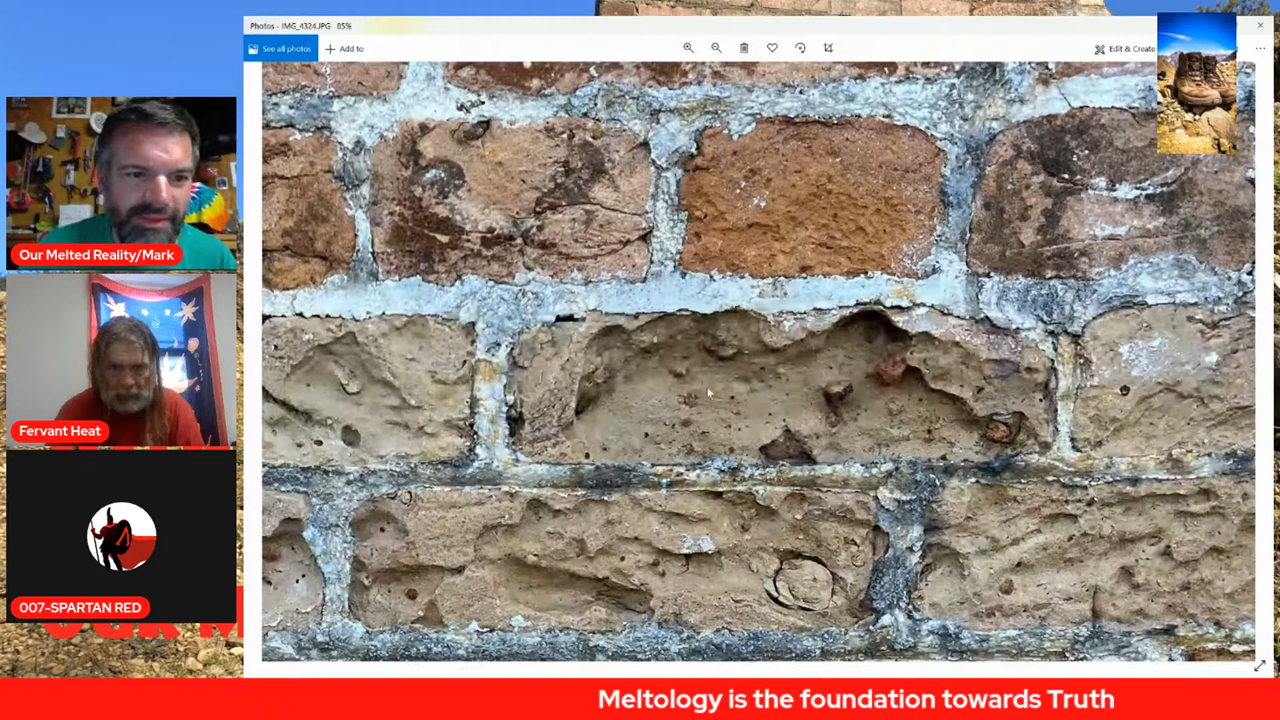 Photos - IMG_4324.JPG 85%
See all photos
Add to
Edit & Create
Our Melted Reality/Mark
Fervant Heat
007-SPARTAN RED
Meltology is the foundation towards Truth